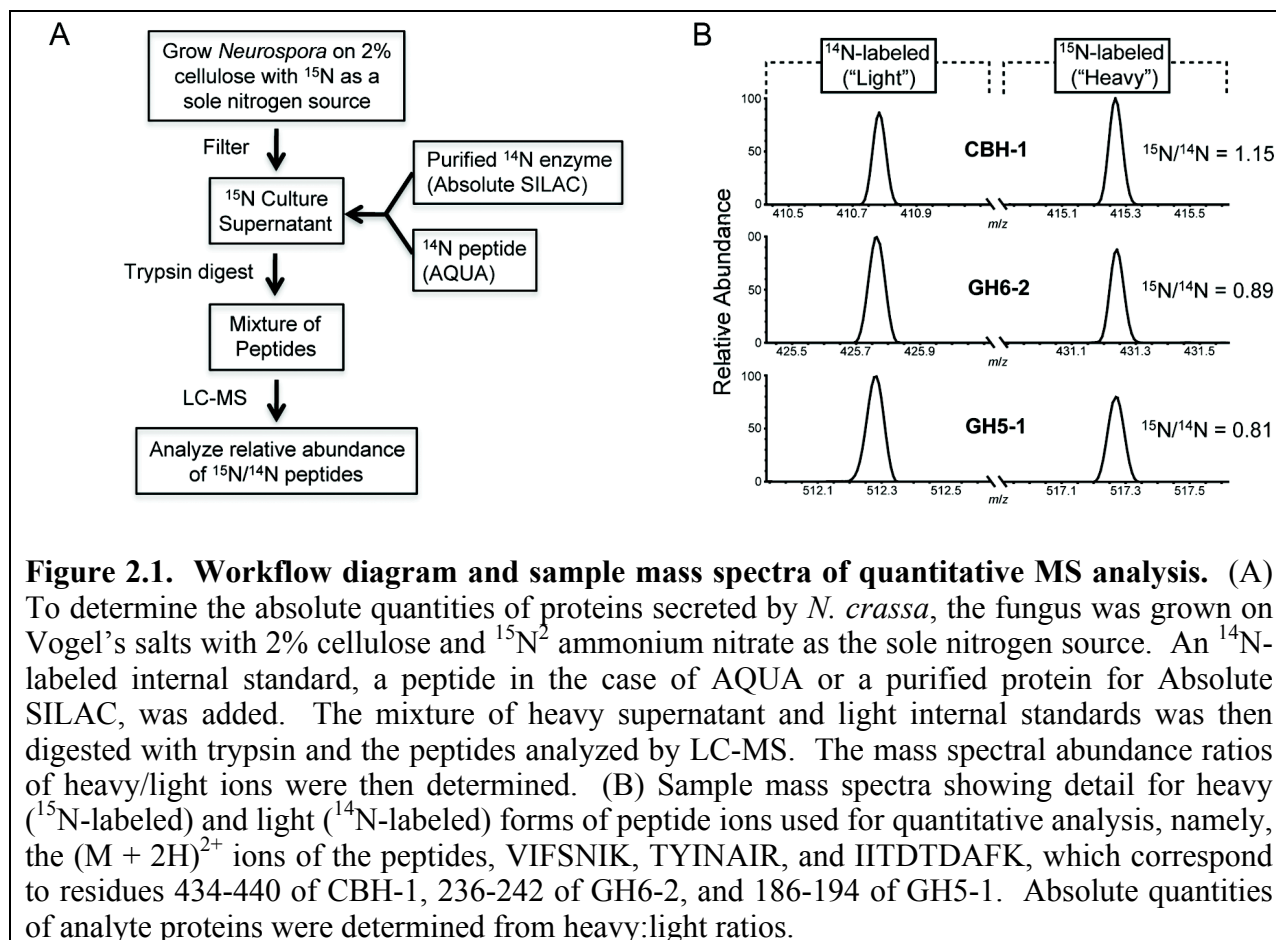 A
Grow Neurospora on 2%
cellulose with ¹⁵N as a
sole nitrogen source
Filter
¹⁵N Culture
Supernatant
Purified ¹⁴N enzyme
(Absolute SILAC)
¹⁴N peptide
(AQUA)
Trypsin digest
Mixture of
Peptides
LC-MS
Analyze relative abundance
of ¹⁵N/¹⁴N peptides
B
¹⁴N-labeled
("Light")
¹⁵N-labeled
("Heavy")
Relative Abundance
100
50
0
CBH-1
¹⁵N/¹⁴N = 1.15
410.5 410.7 410.9 m/z 415.1 415.3 415.5
00
50
0
GH6-2
¹⁵N/¹⁴N = 0.89
425.5 425.7 425.9 m/z 431.1 431.3 431.5
100
50
0
GH5-1
¹⁵N/¹⁴N = 0.81
512.1 512.3 512.5 m/z 517.1 517.3 517.5
Figure 2.1. Workflow diagram and sample mass spectra of quantitative MS analysis. (A)
To determine the absolute quantities of proteins secreted by N. crassa, the fungus was grown on
Vogel's salts with 2% cellulose and ¹⁵N² ammonium nitrate as the sole nitrogen source. An ¹⁴N-
labeled internal standard, a peptide in the case of AQUA or a purified protein for Absolute
SILAC, was added. The mixture of heavy supernatant and light internal standards was then
digested with trypsin and the peptides analyzed by LC-MS. The mass spectral abundance ratios
of heavy/light ions were then determined. (B) Sample mass spectra showing detail for heavy
(¹⁵N-labeled) and light (¹⁴N-labeled) forms of peptide ions used for quantitative analysis, namely,
the (M + 2H)²⁺ ions of the peptides, VIFSNIK, TYINAIR, and IITDTDAFK, which correspond
to residues 434-440 of CBH-1, 236-242 of GH6-2, and 186-194 of GH5-1. Absolute quantities
of analyte proteins were determined from heavy:light ratios.